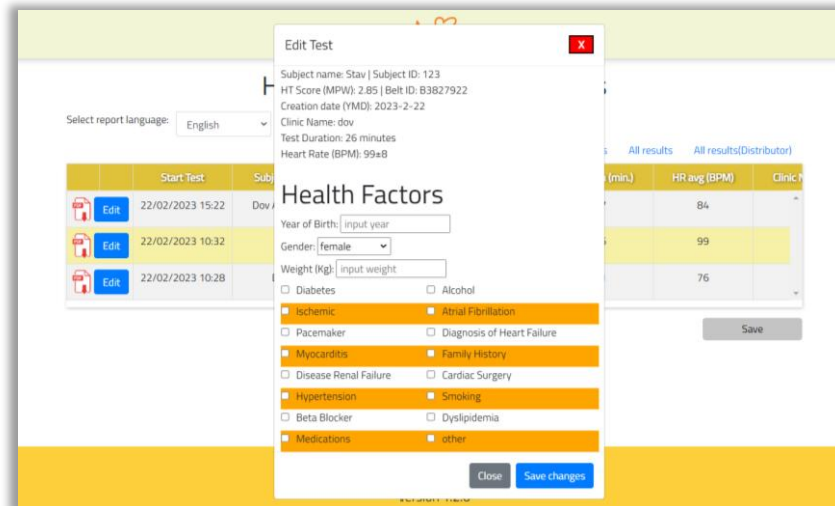 Edit Test
X
Subject name: Stav | Subject ID: 123
HT Score (MPW): 2.85 | Belt ID: B3827922
Creation date (YMD): 2023-2-22
Clinic Name: dov
Test Duration: 26 minutes
Heart Rate (BPM): 99±8
Health Factors
Year of Birth: input year
Gender: female
Weight (Kg): input weight
Diabetes Alcohol
Ischemic Atrial Fibrillation
Pacemaker Diagnosis of Heart Failure
Myocarditis Family History
Disease Renal Failure Cardiac Surgery
Hypertension Smoking
Beta Blocker Dyslipidemia
Medications other
Close Save changes
Select report language: English
All results All results(Distributor)
Start Test (min.) HR avg (BPM) Clinic
Edit 22/02/2023 15:22 Dov 84
Edit 22/02/2023 10:32 99
Edit 22/02/2023 10:28 76
Save